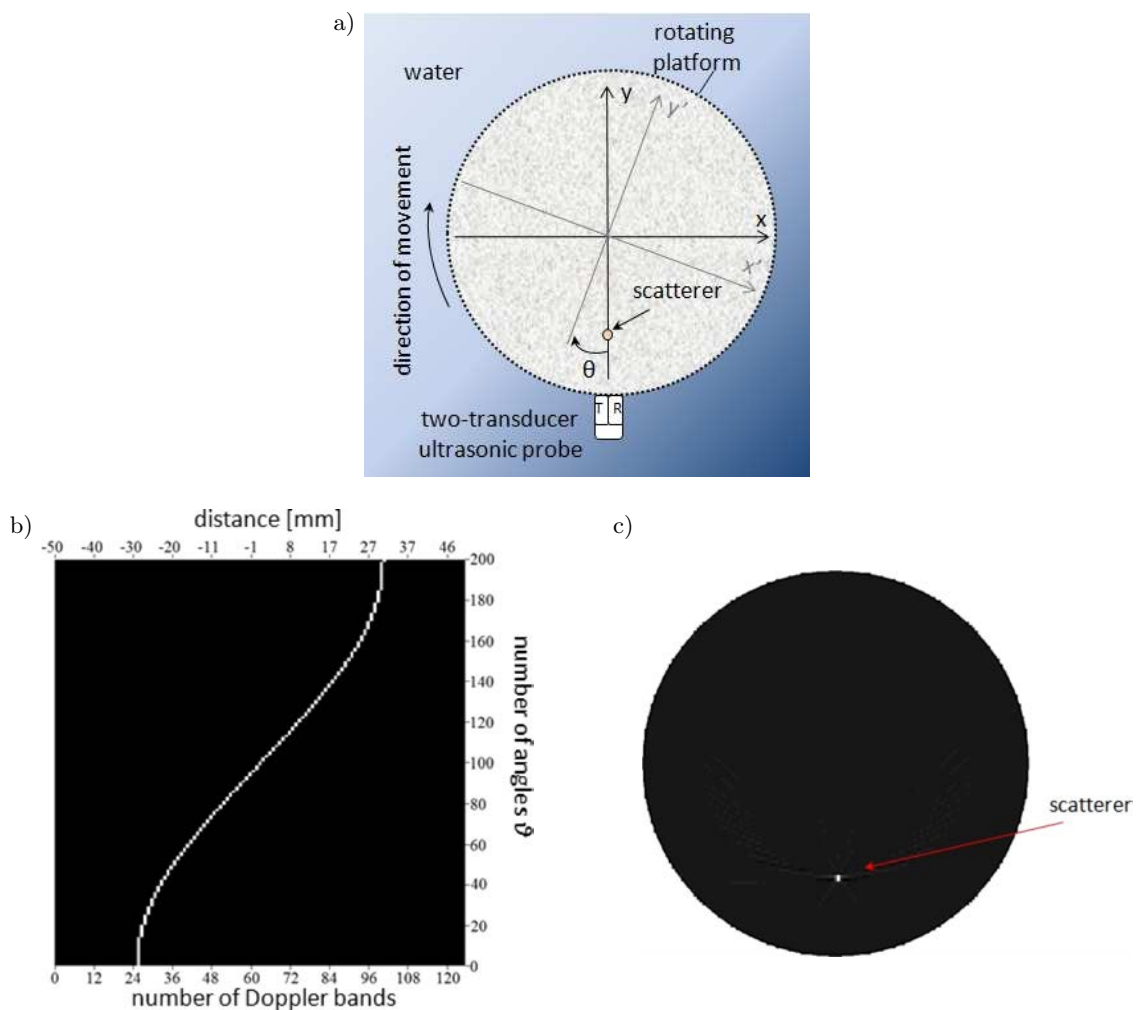 a)
rotating
platform
water
y
y'
direction of movement
x
x'
scatterer
θ
T R
two-transducer
ultrasonic probe
b)
distance [mm]
-50 -40 -30 -20 -11 -1 8 17 27 37 46
200
180
160
140
120
100
80
60
40
20
0
number of angles ϑ
0 12 24 36 48 60 72 84 96 108 120
number of Doppler bands
c)
scatterer